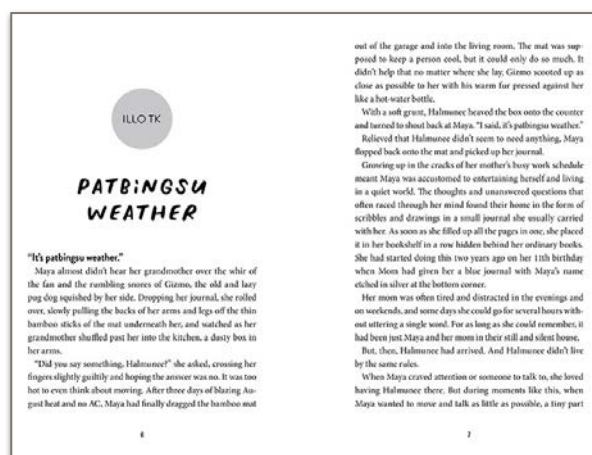 ILLO TK
PATBINGSU
WEATHER
"It's patbingsu weather."
Maya almost didn't hear her grandmother over the whir of
the fan and the rumbling snores of Gizmo, the old and lazy
pug dog squished by her side. Dropping her journal, she rolled
over, slowly pulling the backs of her arms and legs off the thin
bamboo sticks of the mat underneath her, and watched as her
grandmother shuffled past her into the kitchen, a dusty box in
her arms.
"Did you say something, Halmunee?" she asked, crossing her
fingers slightly guiltily and hoping the answer was no. It was too
hot to even think about moving. After three days of blazing Au-
gust heat and no AC, Maya had finally dragged the bamboo mat
6
out of the garage and into the living room. The mat was sup-
posed to keep a person cool, but it could only do so much. It
didn't help that no matter where she lay, Gizmo scooted up as
close as possible to her with his warm fur pressed against her
like a hot-water bottle.
With a soft grunt, Halmunee heaved the box onto the counter
and turned to shout back at Maya. "I said, it's patbingsu weather."
Relieved that Halmunee didn't seem to need anything, Maya
flopped back onto the mat and picked up her journal.
Growing up in the cracks of her mother's busy work schedule
meant Maya was accustomed to entertaining herself and living
in a quiet world. The thoughts and unanswered questions that
often raced through her mind found their home in the form of
scribbles and drawings in a small journal she usually carried
with her. As soon as she filled up all the pages in one, she placed
it in her bookshelf in a row hidden behind her ordinary books.
She had started doing this two years ago on her 11th birthday
when Mom had given her a blue journal with Maya's name
etched in silver at the bottom corner.
Her mom was often tired and distracted in the evenings and
on weekends, and some days she could go for several hours with-
out uttering a single word. For as long as she could remember, it
had been just Maya and her mom in their still and silent house.
But, then, Halmunee had arrived. And Halmunee didn't live
by the same rules.
When Maya craved attention or someone to talk to, she loved
having Halmunee there. But during moments like this, when
Maya wanted to move and talk as little as possible, a tiny part
7